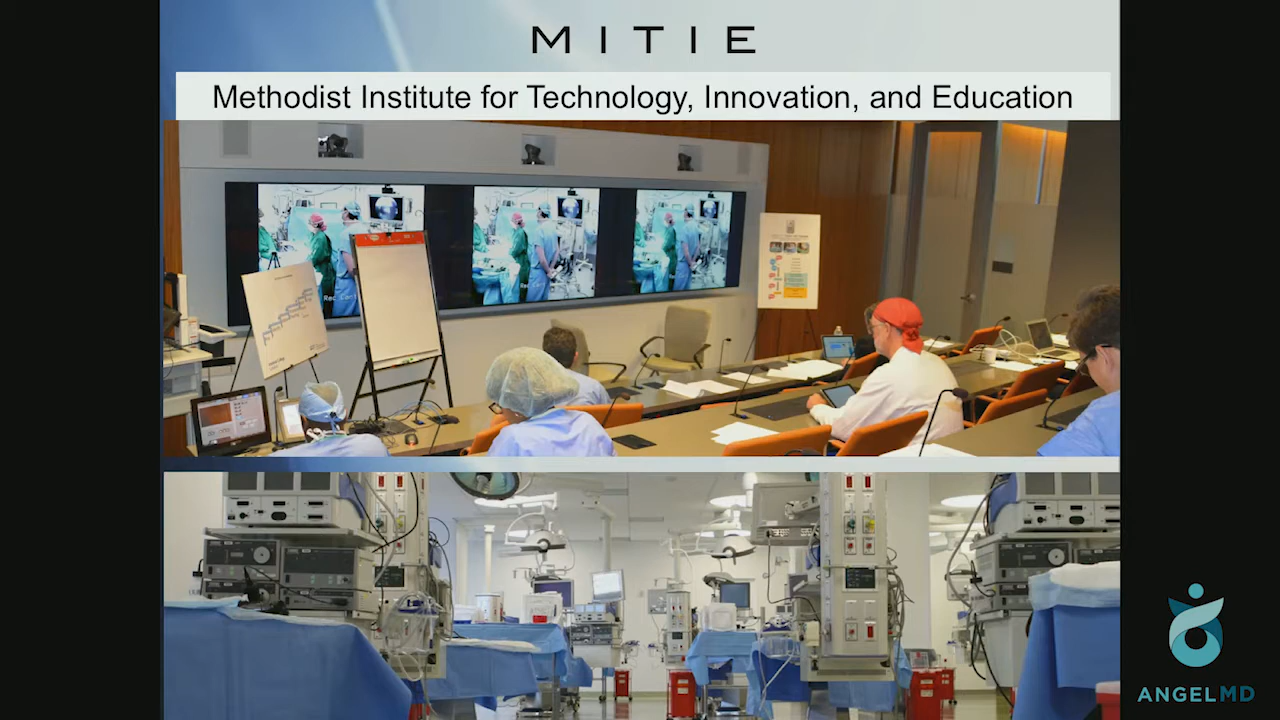 MITIE
Methodist Institute for Technology, Innovation, and Education
ANGELMD